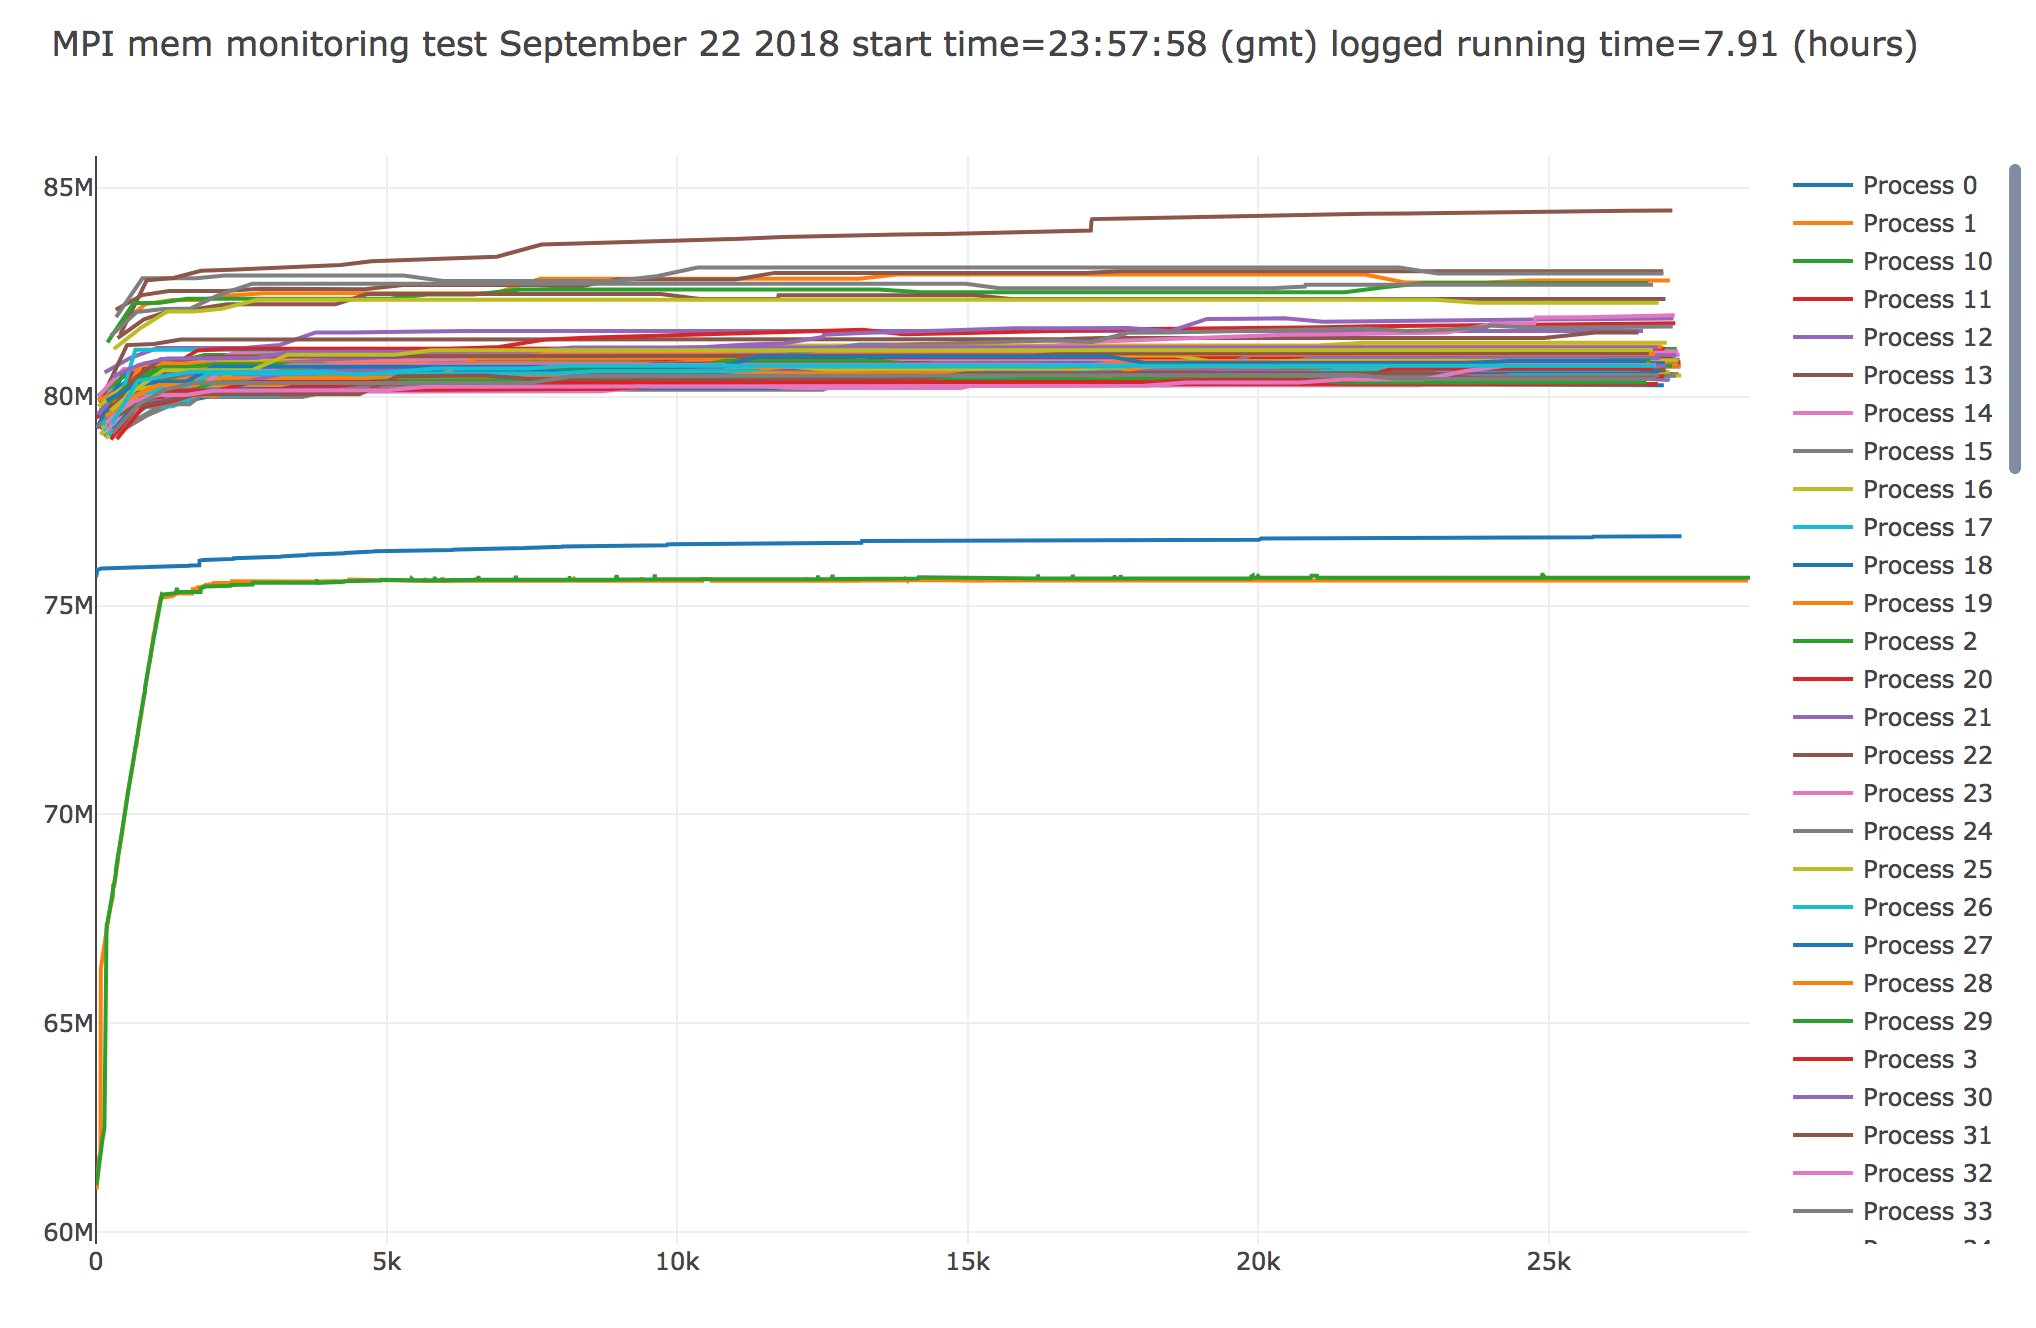 MPI mem monitoring test September 22 2018 start time=23:57:58 (gmt) logged running time=7.91 (hours)
85M
80M
75M
70M
65M
60M
0
5k
10k
15k
20k
25k
Process 0
Process 1
Process 10
Process 11
Process 12
Process 13
Process 14
Process 15
Process 16
Process 17
Process 18
Process 19
Process 2
Process 20
Process 21
Process 22
Process 23
Process 24
Process 25
Process 26
Process 27
Process 28
Process 29
Process 3
Process 30
Process 31
Process 32
Process 33